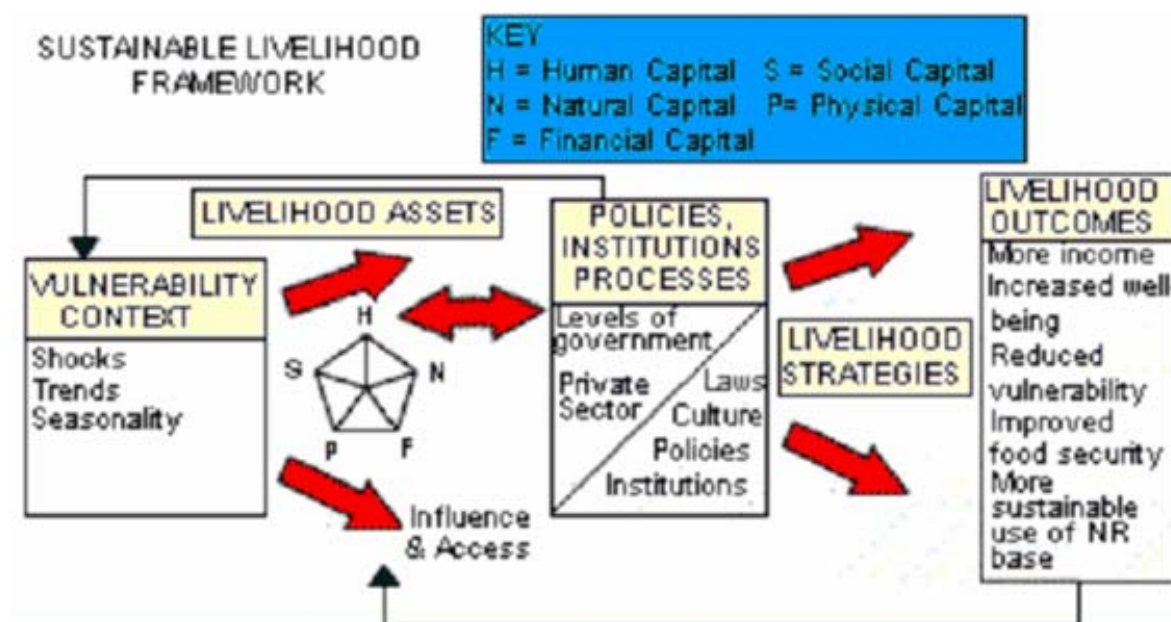 SUSTAINABLE LIVELIHOOD
FRAMEWORK
KEY
H = Human Capital S = Social Capital
N = Natural Capital P= Physical Capital
F = Financial Capital
LIVELIHOOD ASSETS
VULNERABILITY
CONTEXT
Shocks
Trends
Seasonality
H
S
N
P
F
Influence
& Access
POLICIES,
INSTITUTIONS
PROCESSES
Levels of
government
Private
Sector
Laws
Culture
Policies
Institutions
LIVELIHOOD
STRATEGIES
LIVELIHOOD
OUTCOMES
More income
Increased well-
being
Reduced
vulnerability
Improved
food security
More
sustainable
use of NR
base